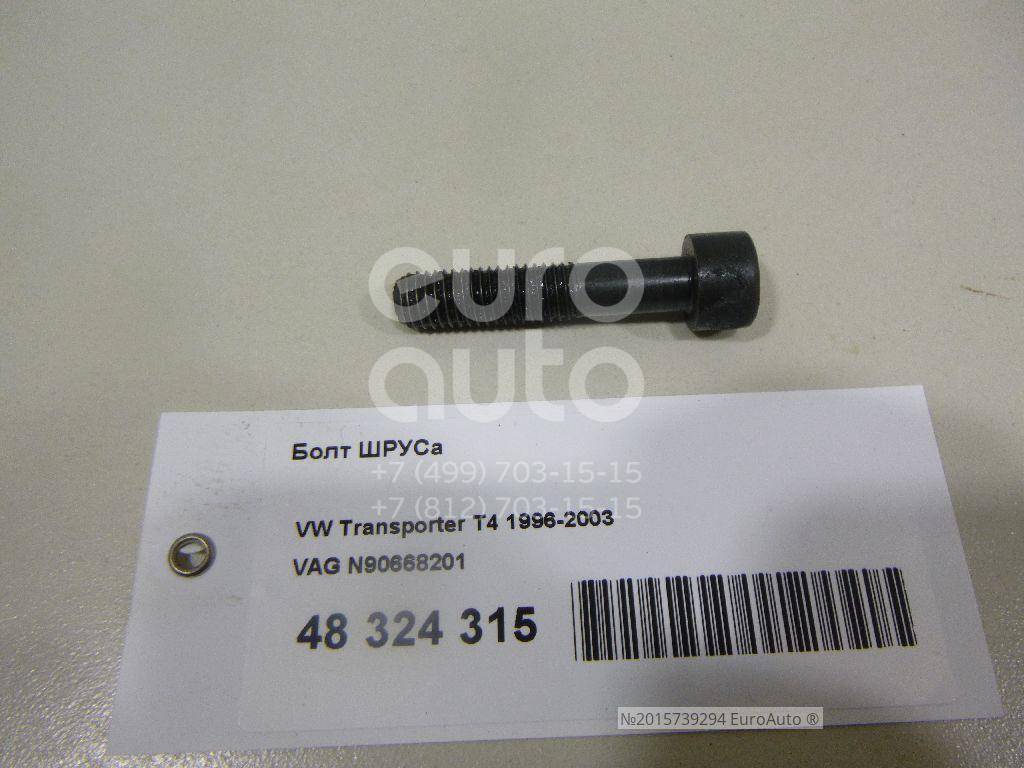 euro
auto
Болт ШРУСа
+7 (499) 703-15-15
+7 (812) 703-15-15
VW Transporter T4 1996-2003
VAG N90668201
48 324 315
№2015739294 EuroAuto ®